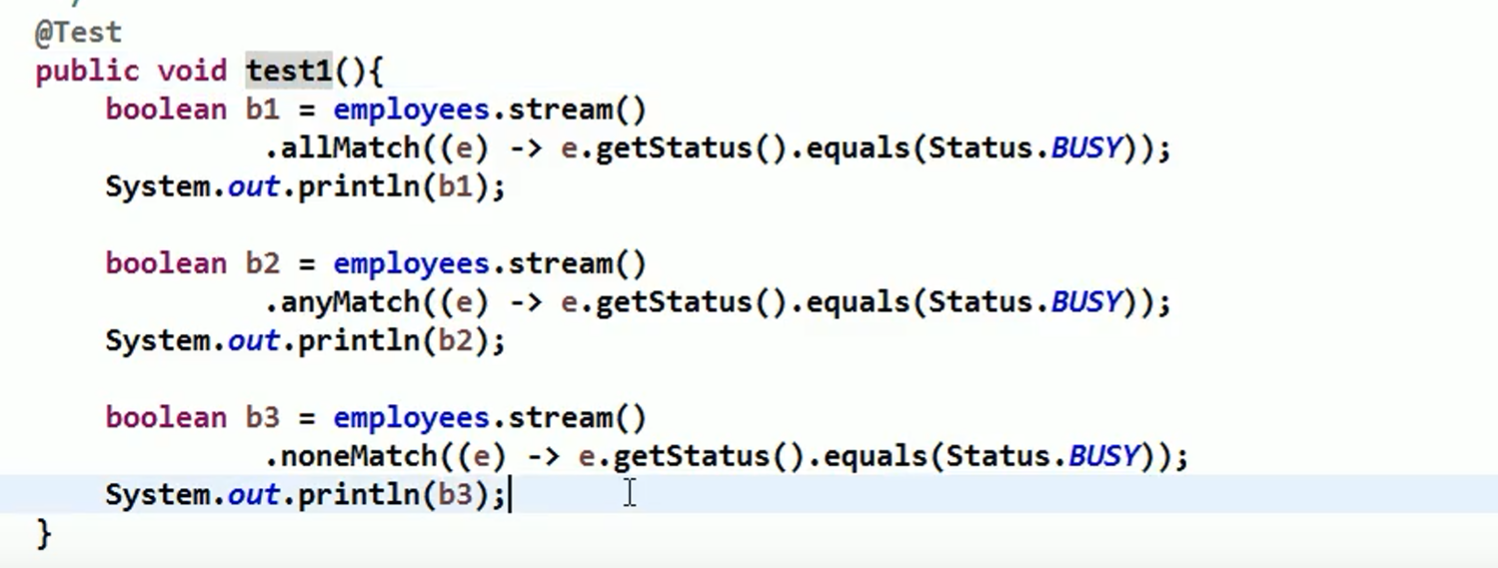 @Test
public void test1(){
boolean b1 = employees.stream()
.allMatch((e) -> e.getStatus().equals(Status.BUSY));
System.out.println(b1);
boolean b2 = employees.stream()
.anyMatch((e) -> e.getStatus().equals(Status.BUSY));
System.out.println(b2);
boolean b3 = employees.stream()
.noneMatch((e) -> e.getStatus().equals(Status.BUSY));
System.out.println(b3);
}